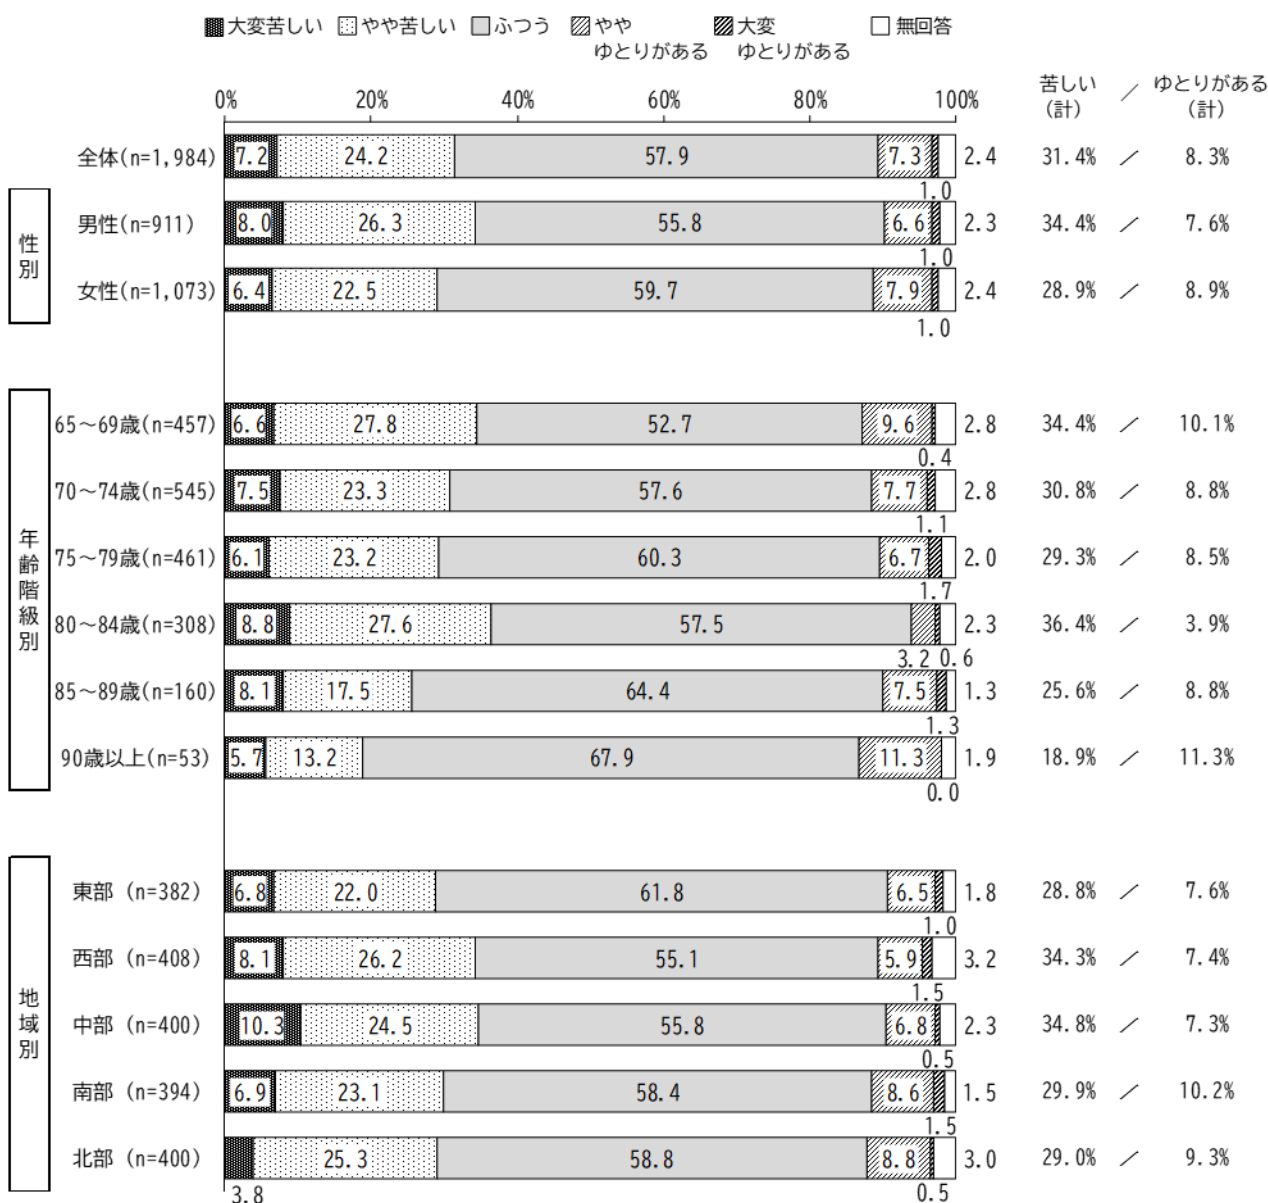 大変苦しい やや苦しい ふつう やや 大変 無回答
ゆとりがある ゆとりがある
0% 20% 40% 60% 80% 100% 苦しい(計) ／ ゆとりがある(計)
全体(n=1,984) 7.2 24.2 57.9 7.3 2.4 31.4% ／ 8.3%
1.0
性別
男性(n=911) 8.0 26.3 55.8 6.6 2.3 34.4% ／ 7.6%
1.0
女性(n=1,073) 6.4 22.5 59.7 7.9 2.4 28.9% ／ 8.9%
1.0
年齢階級別
65～69歳(n=457) 6.6 27.8 52.7 9.6 2.8 34.4% ／ 10.1%
0.4
70～74歳(n=545) 7.5 23.3 57.6 7.7 2.8 30.8% ／ 8.8%
1.1
75～79歳(n=461) 6.1 23.2 60.3 6.7 2.0 29.3% ／ 8.5%
1.7
80～84歳(n=308) 8.8 27.6 57.5 2.3 36.4% ／ 3.9%
3.2 0.6
85～89歳(n=160) 8.1 17.5 64.4 7.5 1.3 25.6% ／ 8.8%
1.3
90歳以上(n=53) 5.7 13.2 67.9 11.3 1.9 18.9% ／ 11.3%
0.0
地域別
東部 (n=382) 6.8 22.0 61.8 6.5 1.8 28.8% ／ 7.6%
1.0
西部 (n=408) 8.1 26.2 55.1 5.9 3.2 34.3% ／ 7.4%
1.5
中部 (n=400) 10.3 24.5 55.8 6.8 2.3 34.8% ／ 7.3%
0.5
南部 (n=394) 6.9 23.1 58.4 8.6 1.5 29.9% ／ 10.2%
1.5
北部 (n=400) 25.3 58.8 8.8 3.0 29.0% ／ 9.3%
3.8 0.5